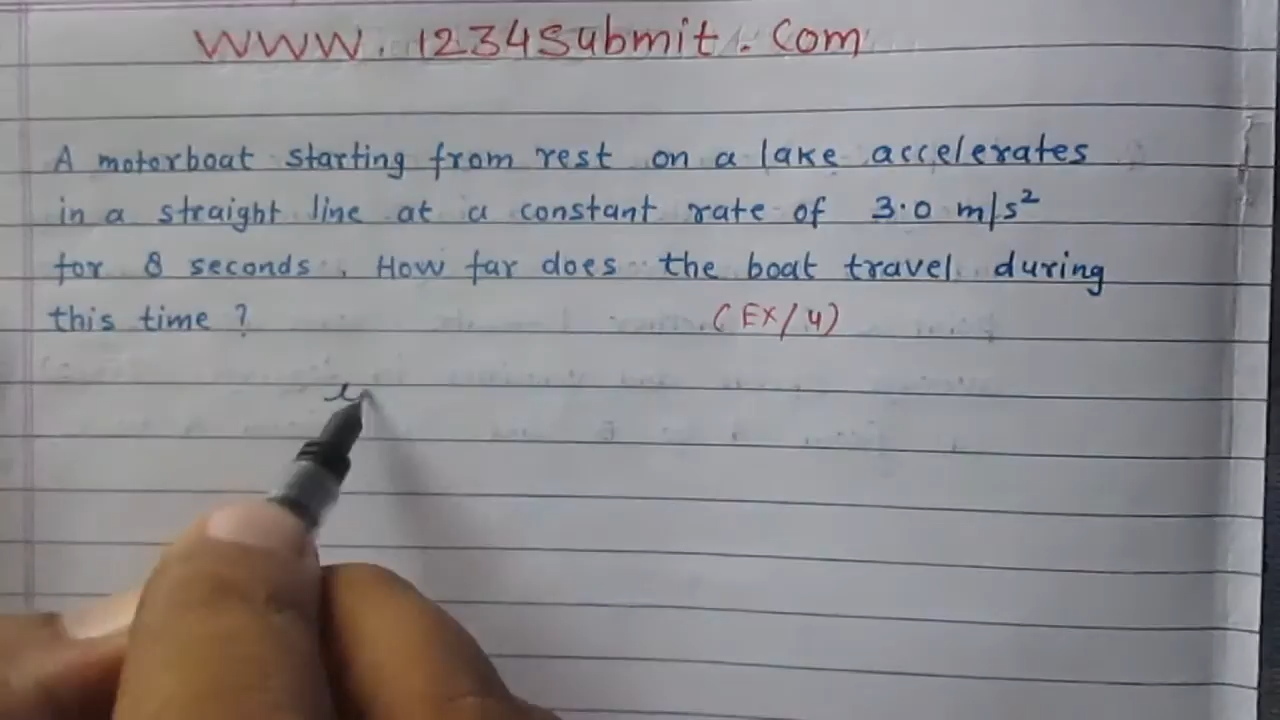 WWW.1234Submit.Com
A motorboat starting from rest on a lake accelerates
in a straight line at a constant rate of 3.0 m/s²
for 8 seconds. How far does the boat travel during
this time ?
(EX/4)
u